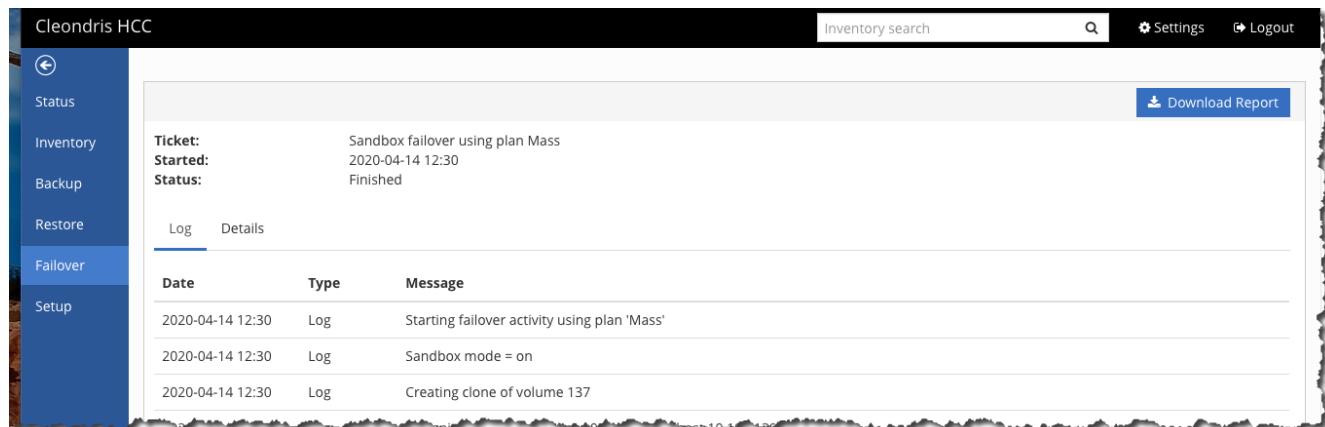 Cleondris HCC
Inventory search
Settings
Logout
Status
Inventory
Backup
Restore
Failover
Setup
Download Report
Ticket: Sandbox failover using plan Mass
Started: 2020-04-14 12:30
Status: Finished
Log Details
Date Type Message
2020-04-14 12:30 Log Starting failover activity using plan 'Mass'
2020-04-14 12:30 Log Sandbox mode = on
2020-04-14 12:30 Log Creating clone of volume 137